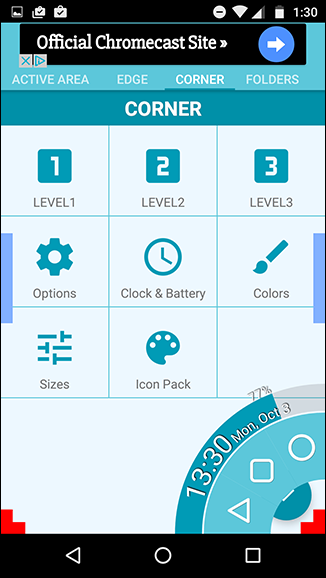 1:30
Official Chromecast Site »
ACTIVE AREA EDGE CORNER FOLDERS
CORNER
1 2 3
LEVEL1 LEVEL2 LEVEL3
Options Clock & Battery Colors
Sizes Icon Pack
77%
13:30 Mon, Oct 3